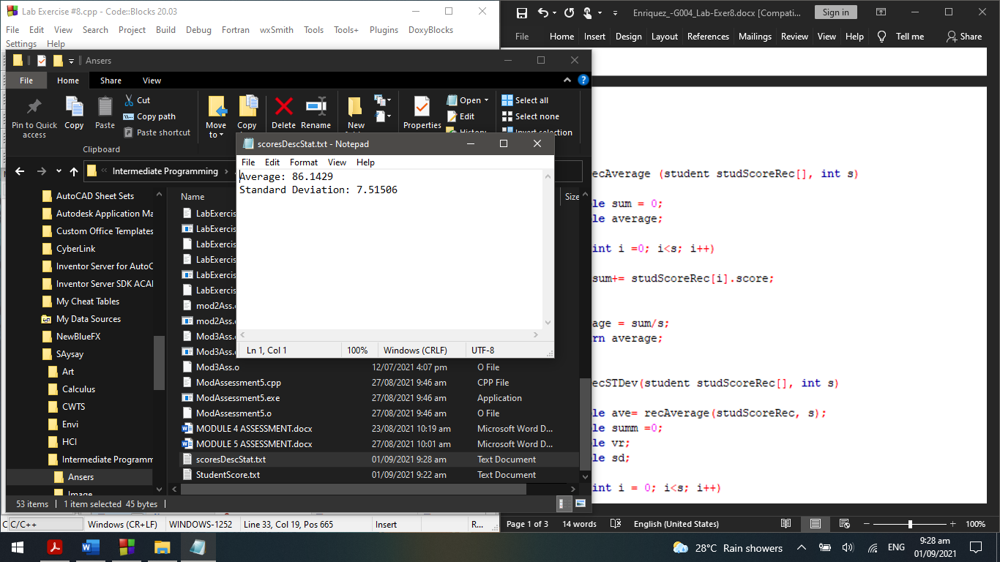 Lab Exercise #8.cpp - Code::Blocks 20.03
File Edit View Search Project Build Debug Fortran wxSmith Tools Tools+ Plugins DoxyBlocks
Settings Help
Enriquez_-G004_Lab-Exer8.docx [Compati...
Sign in
File Home Insert Design Layout References Mailings Review View Help Tell me Share
Ansers
File Home Share View
Pin to Quick access
Copy
Paste
Cut
Copy path
Paste shortcut
Clipboard
Move to
Copy
Delete
Rename
New
Properties
Open
Edit
History
Select all
Select none
Invert selection
Intermediate Programming
AutoCAD Sheet Sets
Autodesk Application Ma
Custom Office Templates
CyberLink
Inventor Server for AutoC
Inventor Server SDK ACAI
My Cheat Tables
My Data Sources
NewBlueFX
SAysay
Art
Calculus
CWTS
Envi
HCI
Intermediate Programm
Ansers
Image
Name
Size
LabExercis
LabExercis
LabExercis
LabExercis
LabExercis
LabExercis
mod2Ass.
mod2Ass.
Mod3Ass.
Mod3Ass.
Mod3Ass.o 12/07/2021 4:07 pm O File
ModAssessment5.cpp 27/08/2021 9:46 am CPP File
ModAssessment5.exe 27/08/2021 9:46 am Application
ModAssessment5.o 27/08/2021 9:46 am O File
MODULE 4 ASSESSMENT.docx 23/08/2021 10:19 am Microsoft Word D...
MODULE 5 ASSESSMENT.docx 27/08/2021 10:01 am Microsoft Word D...
scoresDescStat.txt 01/09/2021 9:28 am Text Document
StudentScore.txt 01/09/2021 9:22 am Text Document
53 items 1 item selected 45 bytes
scoresDescStat.txt - Notepad
File Edit Format View Help
Average: 86.1429
Standard Deviation: 7.51506
Ln 1, Col 1 100% Windows (CRLF) UTF-8
ecAverage (student studScoreRec[], int s)
le sum = 0;
le average;
int i =0; i<s; i++)
sum+= studScoreRec[i].score;
age = sum/s;
rn average;
ecSTDev(student studScoreRec[], int s)
le ave= recAverage(studScoreRec, s);
le summ =0;
le vr;
le sd;
int i = 0; i<s; i++)
C C/C++ Windows (CR+LF) WINDOWS-1252 Line 33, Col 19, Pos 665 Insert R...
Page 1 of 3 14 words English (United States) 100%
28°C Rain showers ENG 9:28 am
01/09/2021